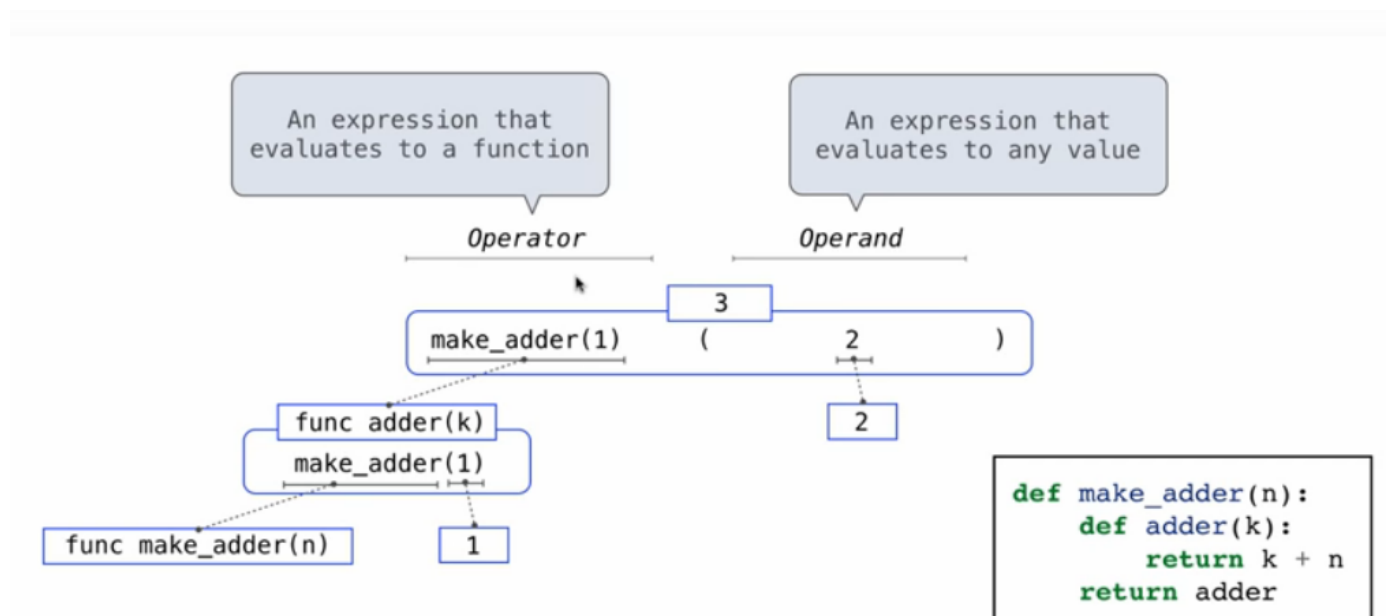 An expression that
evaluates to a function
An expression that
evaluates to any value
Operator
Operand
3
make_adder(1) ( 2 )
func adder(k)
2
make_adder(1)
func make_adder(n)
1
def make_adder(n):
    def adder(k):
        return k + n
    return adder